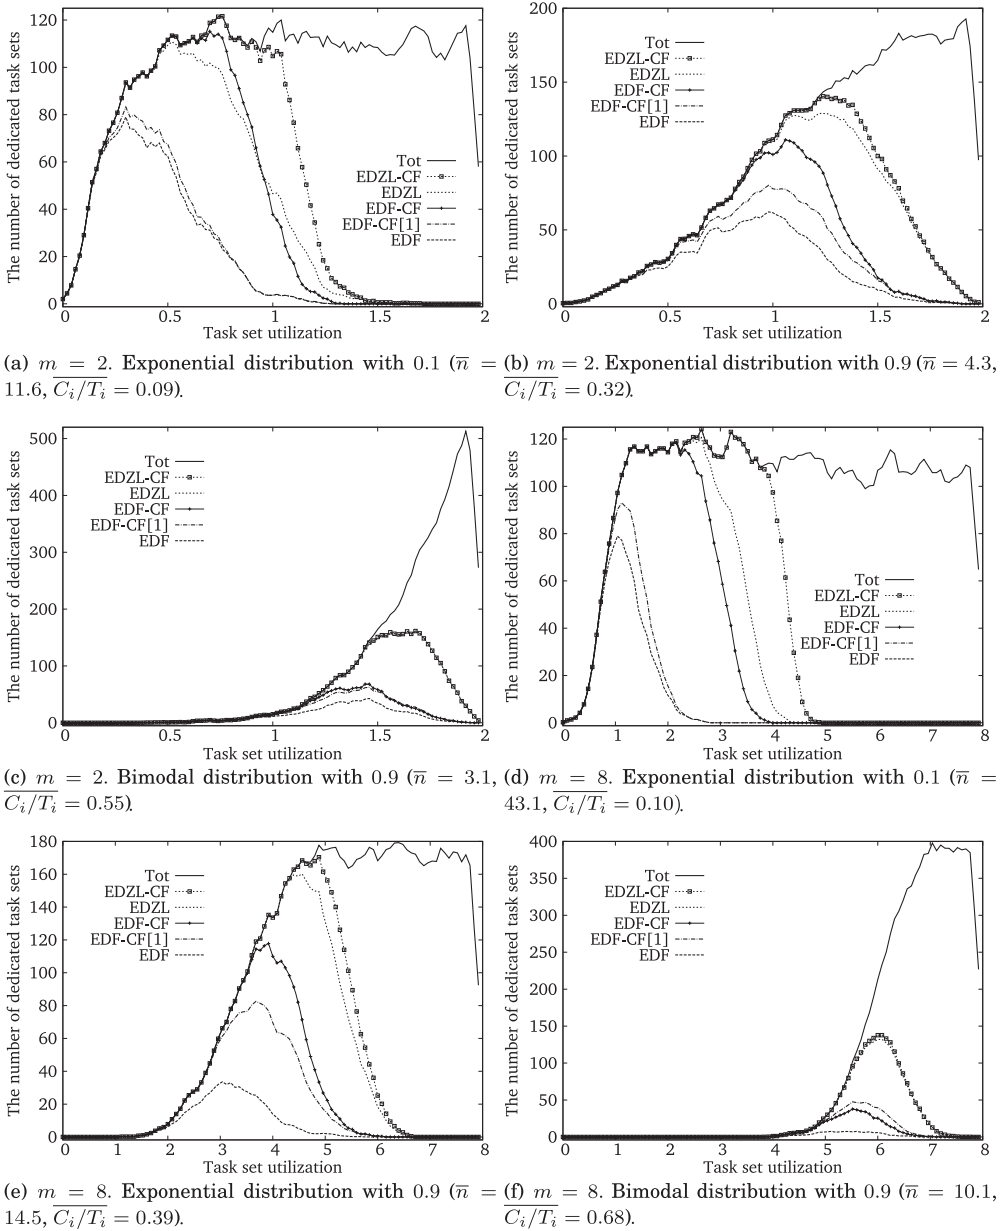 120
100
80
60
40
20
0
The number of dedicated task sets
Tot
EDZL-CF
EDZL
EDF-CF
EDF-CF[1]
EDF
0 0.5 1 1.5 2
Task set utilization
(a) m = 2. Exponential distribution with 0.1 (n̅ = 11.6, C_i/T_i = 0.09).
200
150
100
50
0
The number of dedicated task sets
Tot
EDZL-CF
EDZL
EDF-CF
EDF-CF[1]
EDF
0 0.5 1 1.5 2
Task set utilization
(b) m = 2. Exponential distribution with 0.9 (n̅ = 4.3, C_i/T_i = 0.32).
500
400
300
200
100
0
The number of dedicated task sets
Tot
EDZL-CF
EDZL
EDF-CF
EDF-CF[1]
EDF
0 0.5 1 1.5 2
Task set utilization
(c) m = 2. Bimodal distribution with 0.9 (n̅ = 3.1, C_i/T_i = 0.55).
120
100
80
60
40
20
0
The number of dedicated task sets
Tot
EDZL-CF
EDZL
EDF-CF
EDF-CF[1]
EDF
0 1 2 3 4 5 6 7 8
Task set utilization
(d) m = 8. Exponential distribution with 0.1 (n̅ = 43.1, C_i/T_i = 0.10).
180
160
140
120
100
80
60
40
20
0
The number of dedicated task sets
Tot
EDZL-CF
EDZL
EDF-CF
EDF-CF[1]
EDF
0 1 2 3 4 5 6 7 8
Task set utilization
(e) m = 8. Exponential distribution with 0.9 (n̅ = 14.5, C_i/T_i = 0.39).
400
350
300
250
200
150
100
50
0
The number of dedicated task sets
Tot
EDZL-CF
EDZL
EDF-CF
EDF-CF[1]
EDF
0 1 2 3 4 5 6 7 8
Task set utilization
(f) m = 8. Bimodal distribution with 0.9 (n̅ = 10.1, C_i/T_i = 0.68).